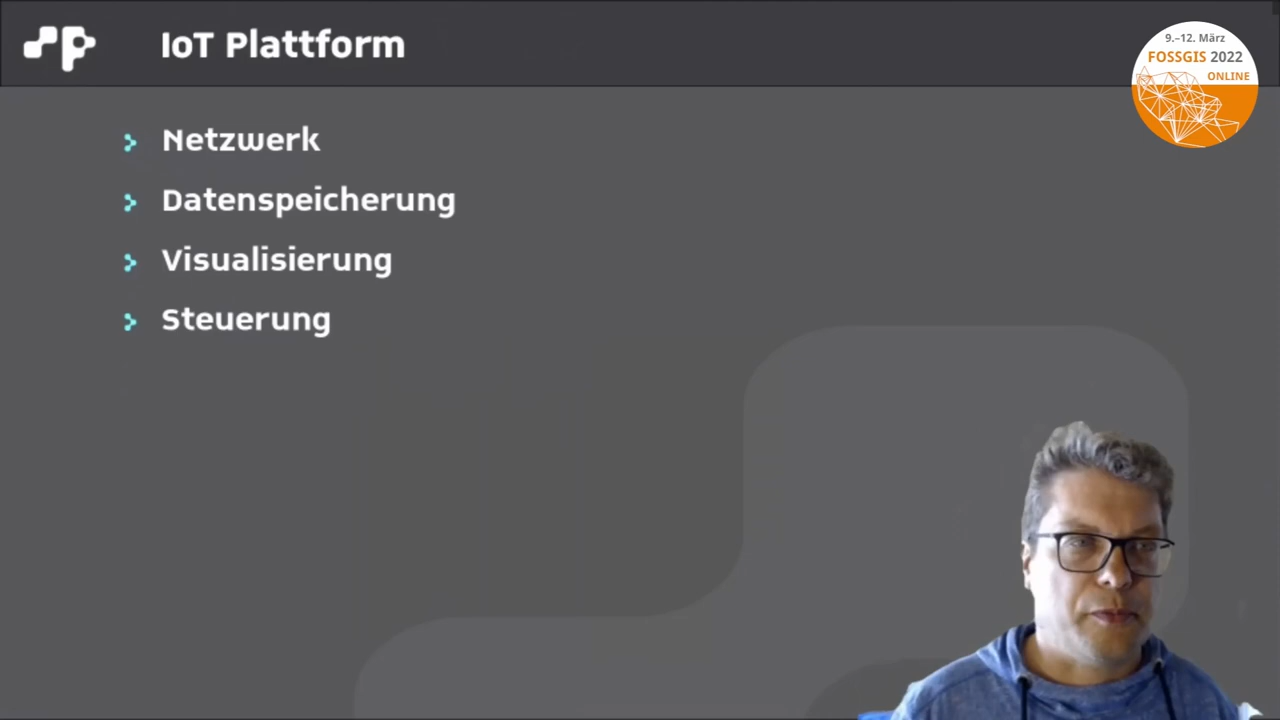 IoT Plattform
9.–12. März
FOSSGIS 2022
ONLINE
Netzwerk
Datenspeicherung
Visualisierung
Steuerung